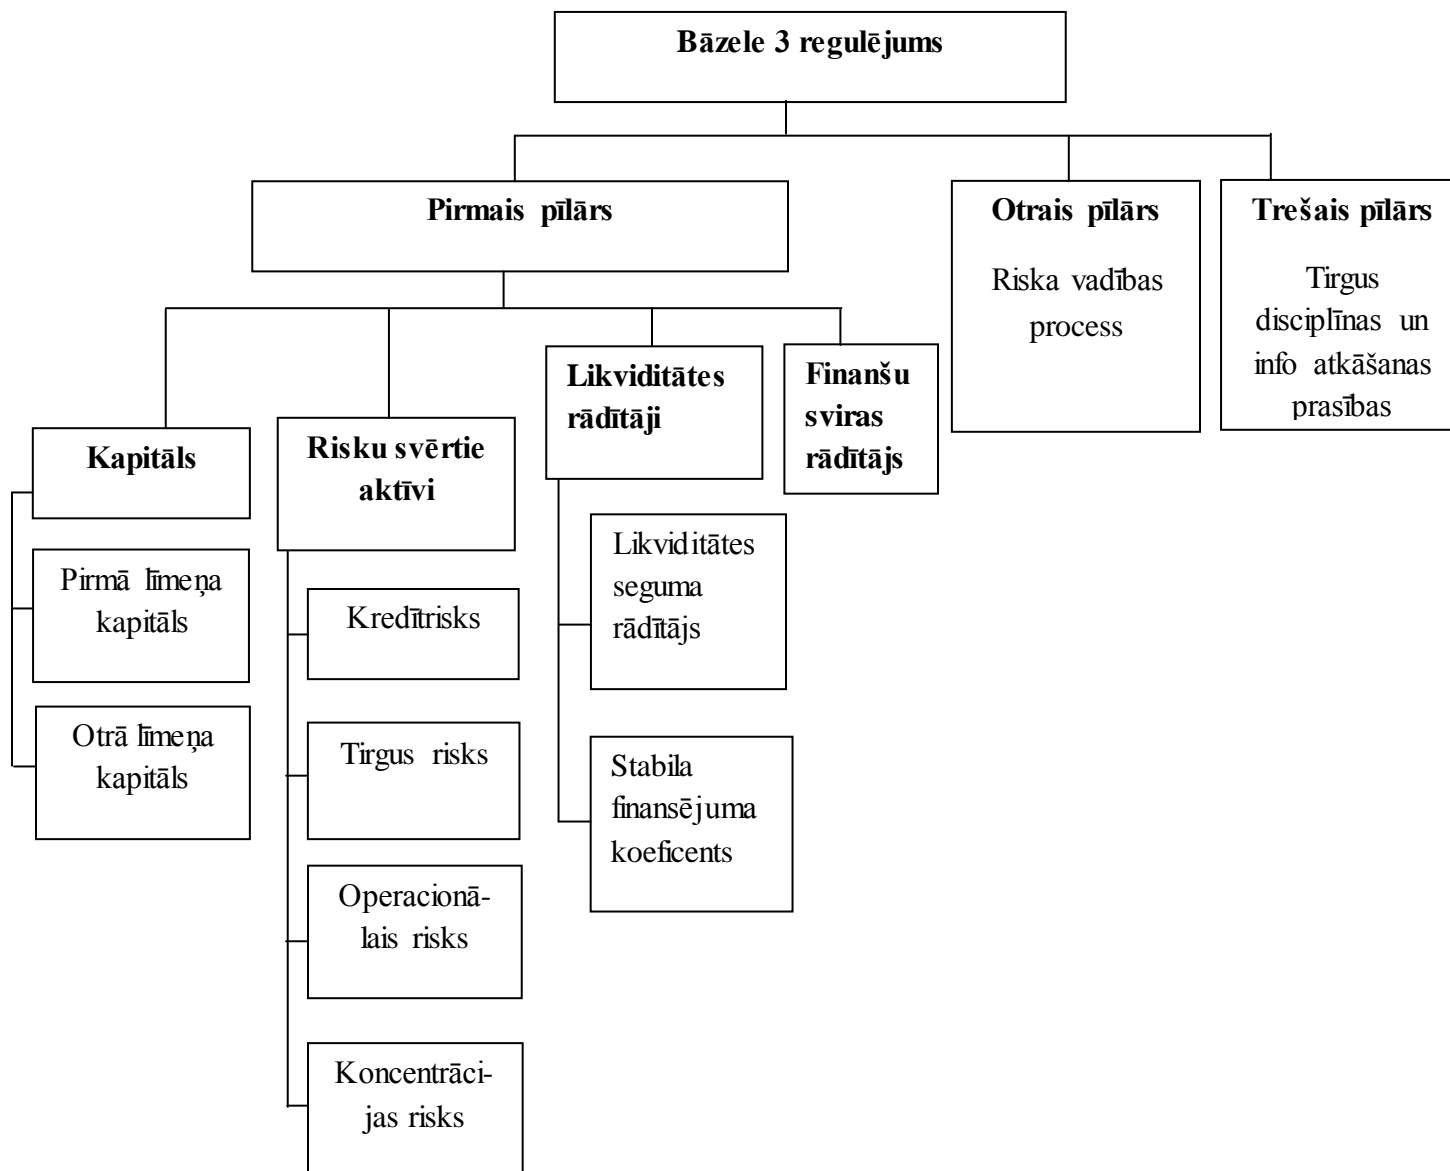 Bāzele 3 regulējums
Pirmais pīlārs
Otrais pīlārs
Riska vadības
process
Trešais pīlārs
Tirgus
disciplīnas un
info atkāšanas
prasības
Kapitāls
Pirmā līmeņa
kapitāls
Otrā līmeņa
kapitāls
Risku svērtie
aktīvi
Kredītrisks
Tirgus risks
Operacionā-
lais risks
Koncentrāci-
jas risks
Likviditātes
rādītāji
Likviditātes
seguma
rādītājs
Stabila
finansējuma
koeficents
Finanšu
sviras
rādītājs